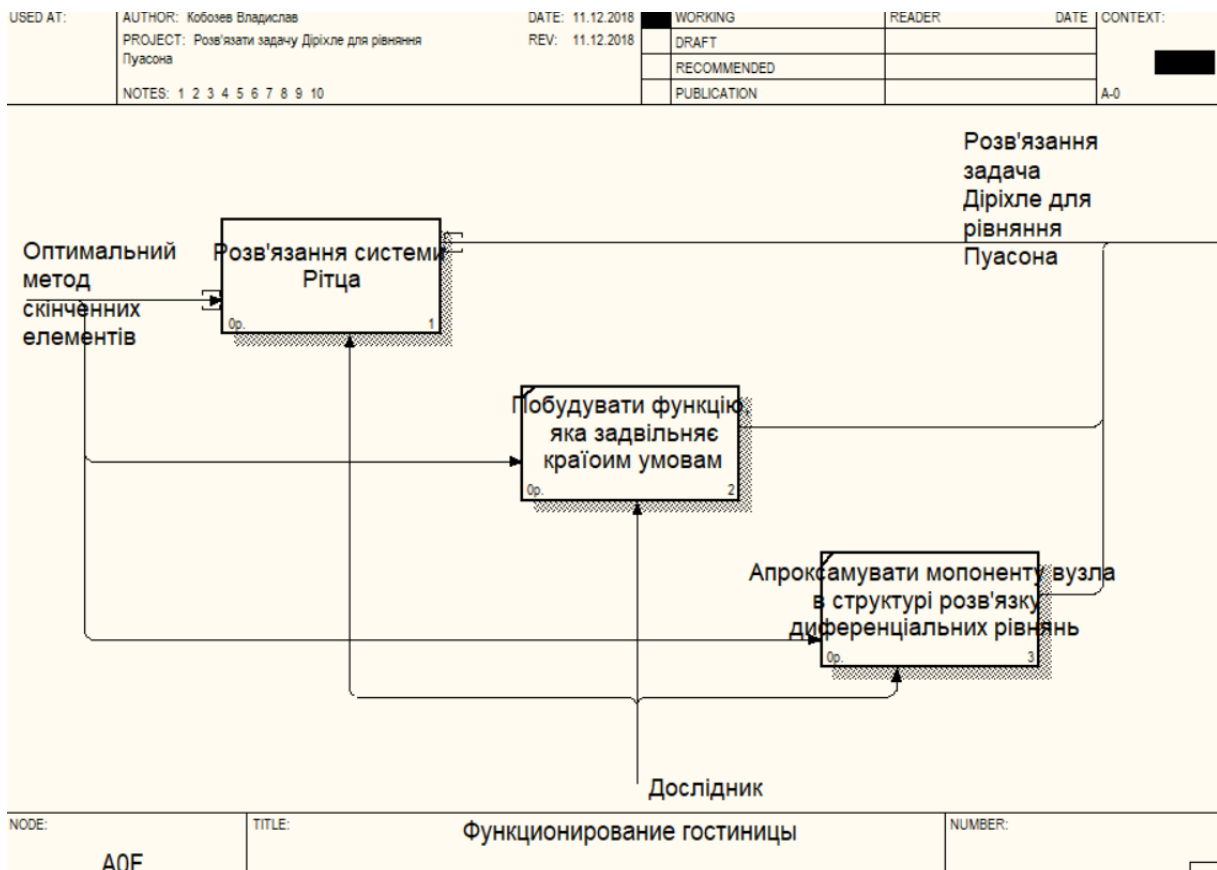 USED AT:
AUTHOR: Кобозев Владислав
DATE: 11.12.2018
WORKING
READER
DATE
CONTEXT:
PROJECT: Розв'язати задачу Діріхле для рівняння
Пуасона
REV: 11.12.2018
DRAFT
RECOMMENDED
NOTES: 1 2 3 4 5 6 7 8 9 10
PUBLICATION
A-0
Розв'язання
задача
Діріхле для
рівняння
Пуасона
Оптимальний
метод
скінченних
елементів
Розв'язання системи
Рітца
0р.
1
Побудувати функцію,
яка задвільняє
країоим умовам
0р.
2
Апроксамувати мопоненту вузла
в структурі розв'язку
диференціальних рівнянь
0р.
3
Дослідник
NODE:
TITLE:
Функционирование гостиницы
NUMBER:
A0F